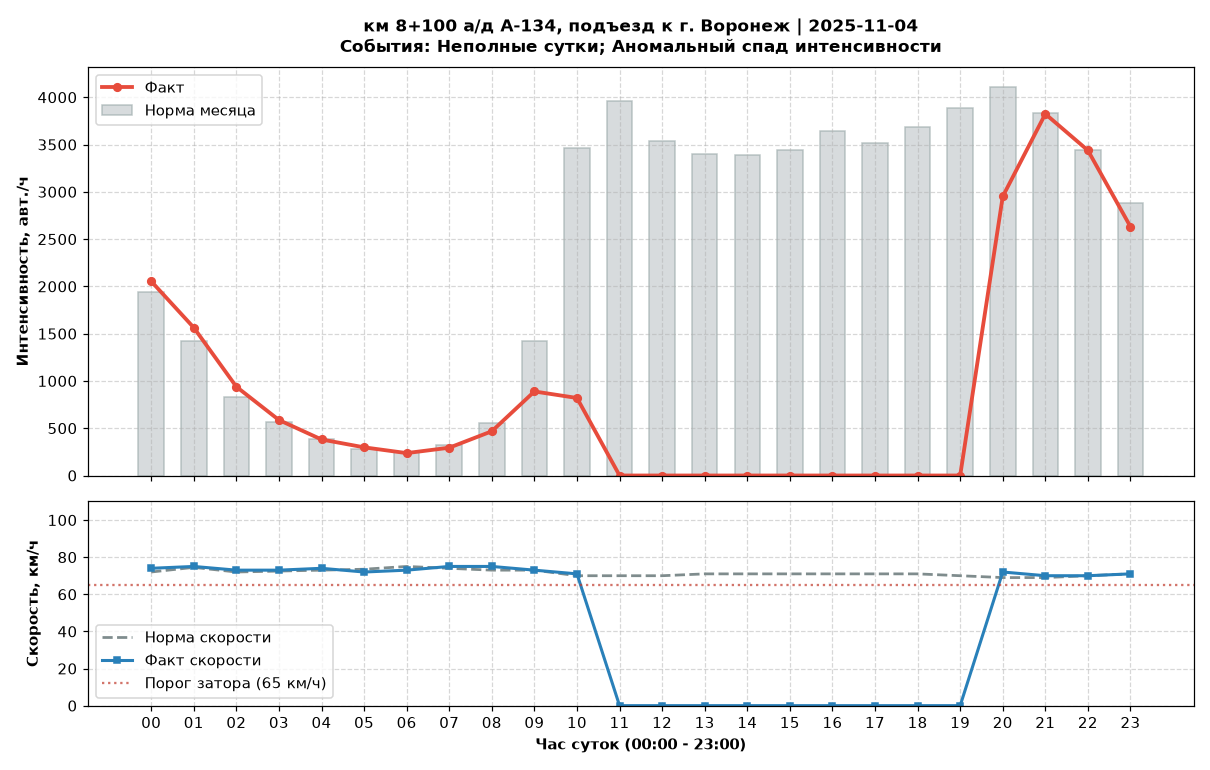 км 8+100 а/д А-134, подъезд к г. Воронеж | 2025-11-04
События: Неполные сутки; Аномальный спад интенсивности
Факт
Норма месяца
Интенсивность, авт./ч
4000
3500
3000
2500
2000
1500
1000
500
0
Скорость, км/ч
100
80
60
40
20
0
Норма скорости
Факт скорости
Порог затора (65 км/ч)
00 01 02 03 04 05 06 07 08 09 10 11 12 13 14 15 16 17 18 19 20 21 22 23
Час суток (00:00 - 23:00)